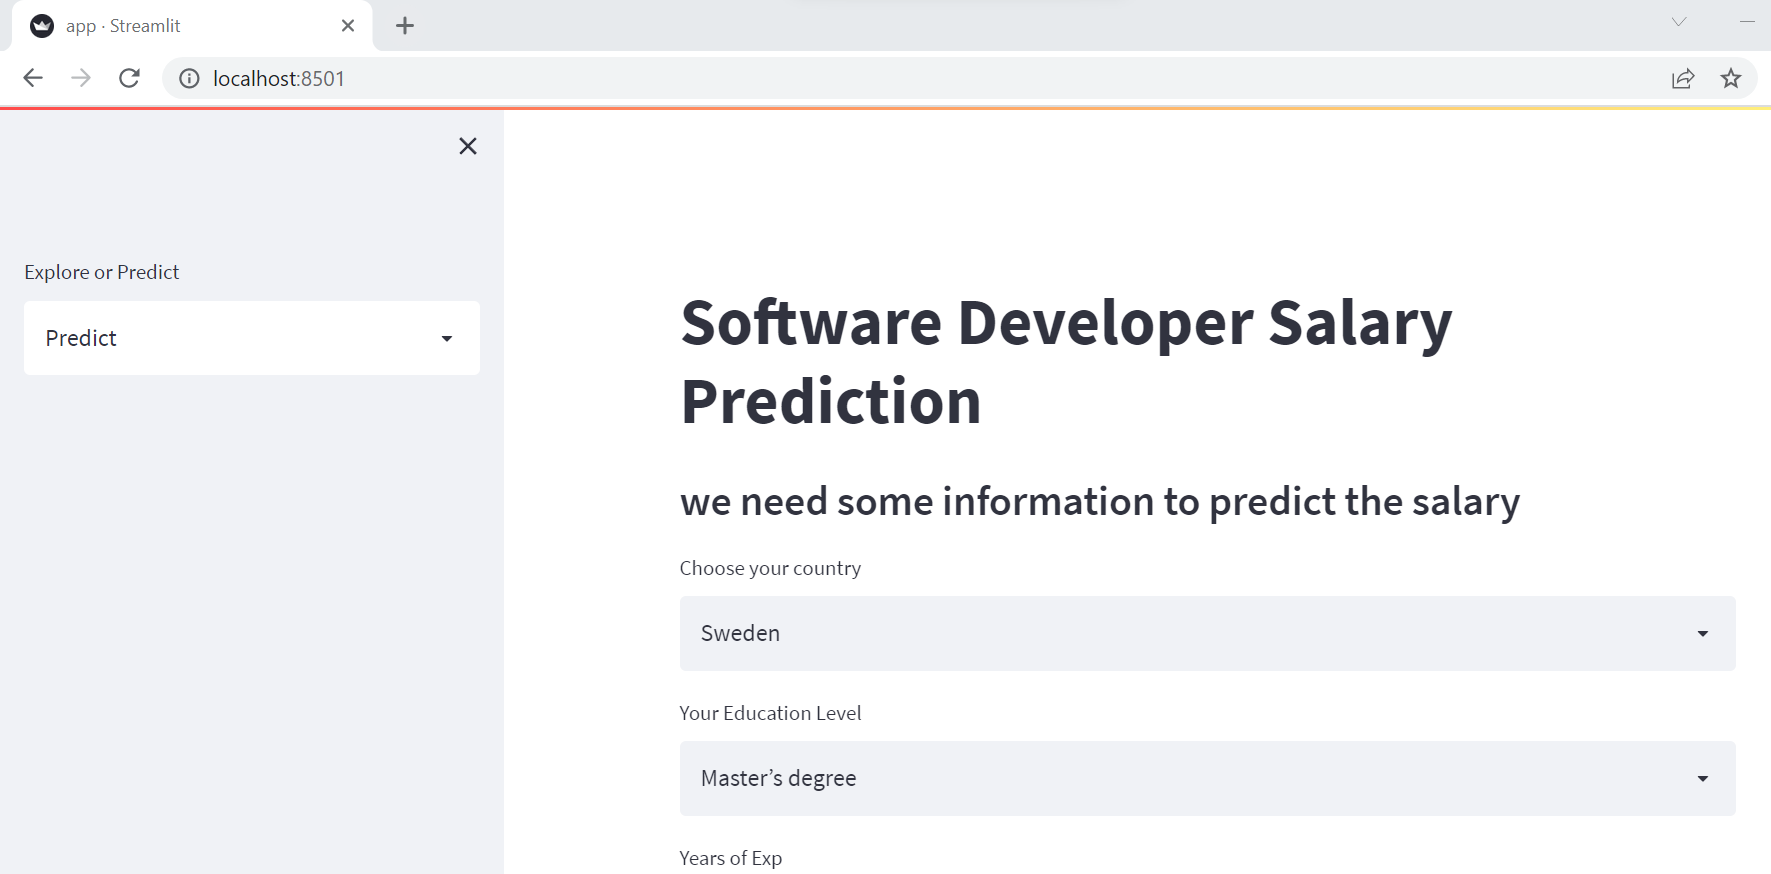 app · Streamlit
localhost:8501
Explore or Predict
Predict
Software Developer Salary
Prediction
we need some information to predict the salary
Choose your country
Sweden
Your Education Level
Master’s degree
Years of Exp